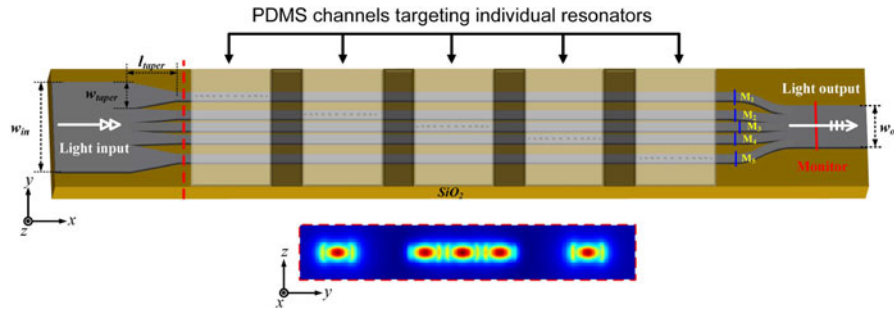 PDMS channels targeting individual resonators
l_taper
w_taper
w_in
Light input
M₁
M₂
M₃
M₄
M₅
Light output
w_o
Monitor
SiO₂
y
z
x
z
x
y